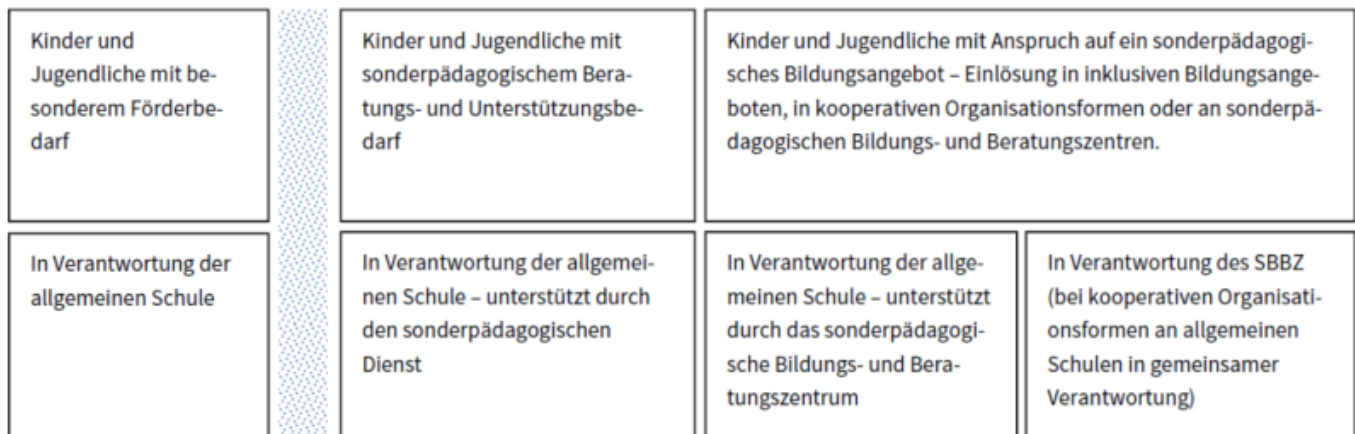 Kinder und
Jugendliche mit be-
sonderem Förderbe-
darf
Kinder und Jugendliche mit
sonderpädagogischem Bera-
tungs- und Unterstützungsbe-
darf
Kinder und Jugendliche mit Anspruch auf ein sonderpädagogi-
sches Bildungsangebot – Einlösung in inklusiven Bildungsange-
boten, in kooperativen Organisationsformen oder an sonderpä-
dagogischen Bildungs- und Beratungszentren.
In Verantwortung der
allgemeinen Schule
In Verantwortung der allgemei-
nen Schule – unterstützt durch
den sonderpädagogischen
Dienst
In Verantwortung der allge-
meinen Schule – unterstützt
durch das sonderpädagogi-
sche Bildungs- und Bera-
tungszentrum
In Verantwortung des SBBZ
(bei kooperativen Organisati-
onsformen an allgemeinen
Schulen in gemeinsamer
Verantwortung)